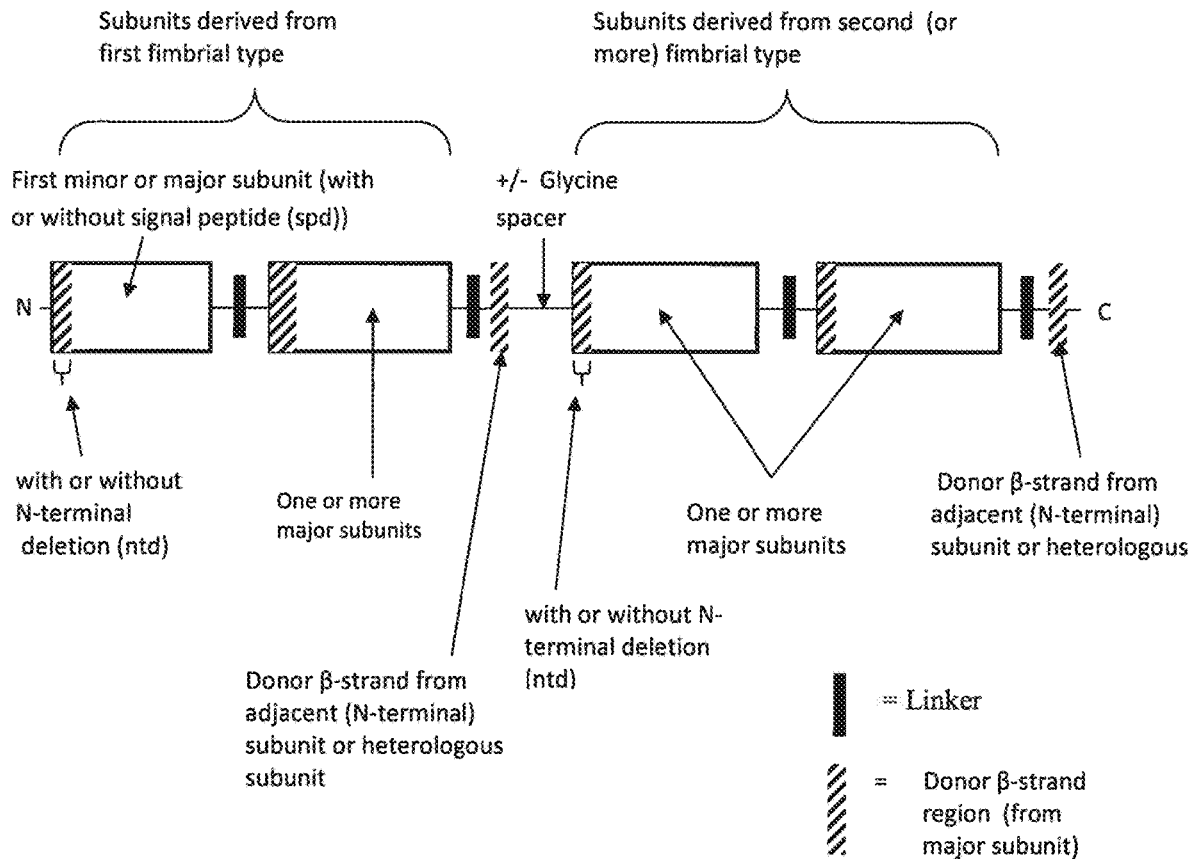 Subunits derived from
first fimbrial type
Subunits derived from second (or
more) fimbrial type
First minor or major subunit (with
or without signal peptide (spd))
+/- Glycine
spacer
N
C
with or without
N-terminal
deletion (ntd)
One or more
major subunits
One or more
major subunits
Donor β-strand from
adjacent (N-terminal)
subunit or heterologous
with or without N-
terminal deletion
(ntd)
Donor β-strand from
adjacent (N-terminal)
subunit or heterologous
subunit
= Linker
= Donor β-strand
region (from
major subunit)